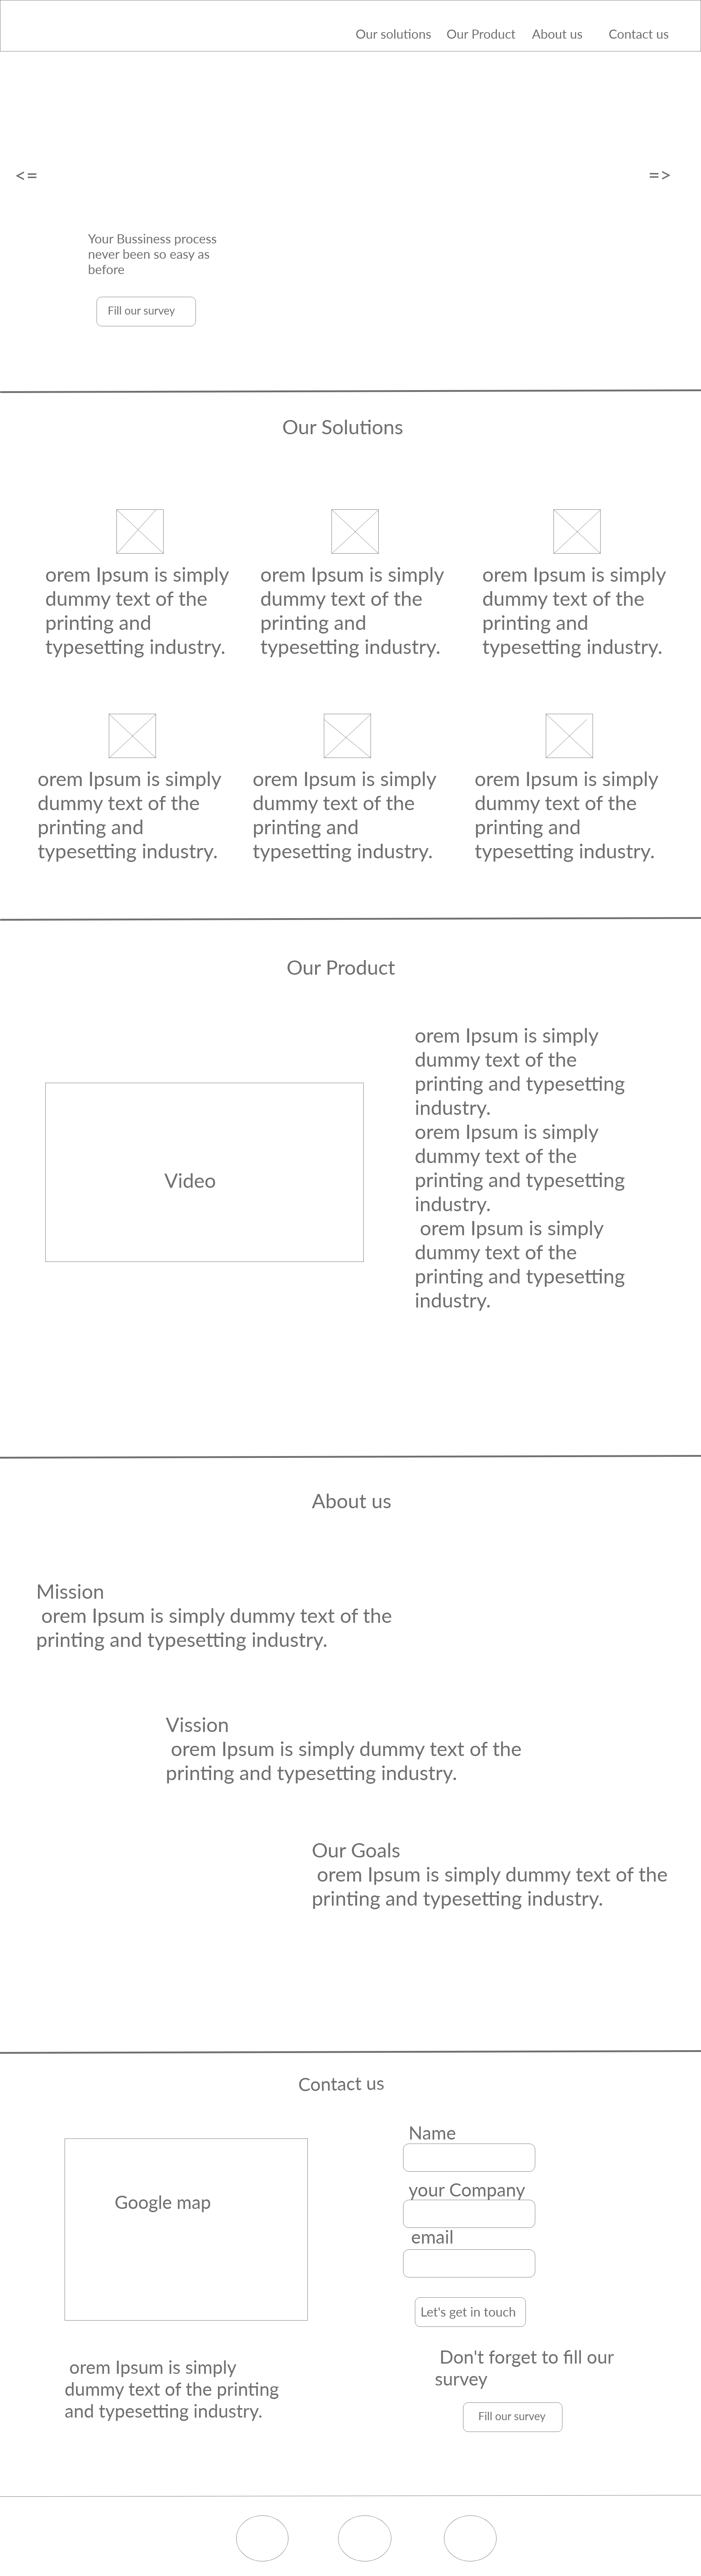 Our solutions Our Product About us Contact us
<= =>
Your Bussiness process
never been so easy as
before
Fill our survey
Our Solutions
orem Ipsum is simply
dummy text of the
printing and
typesetting industry.
orem Ipsum is simply
dummy text of the
printing and
typesetting industry.
orem Ipsum is simply
dummy text of the
printing and
typesetting industry.
orem Ipsum is simply
dummy text of the
printing and
typesetting industry.
orem Ipsum is simply
dummy text of the
printing and
typesetting industry.
orem Ipsum is simply
dummy text of the
printing and
typesetting industry.
Our Product
Video
orem Ipsum is simply
dummy text of the
printing and typesetting
industry.
orem Ipsum is simply
dummy text of the
printing and typesetting
industry.
orem Ipsum is simply
dummy text of the
printing and typesetting
industry.
About us
Mission
orem Ipsum is simply dummy text of the
printing and typesetting industry.
Vission
orem Ipsum is simply dummy text of the
printing and typesetting industry.
Our Goals
orem Ipsum is simply dummy text of the
printing and typesetting industry.
Contact us
Google map
orem Ipsum is simply
dummy text of the printing
and typesetting industry.
Name
your Company
email
Let's get in touch
Don't forget to fill our
survey
Fill our survey